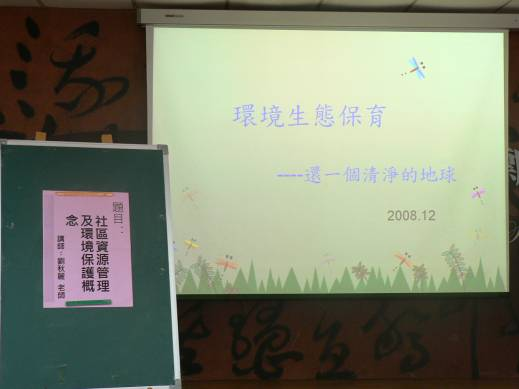 環境生態保育
----還一個清淨的地球
2008.12
題目：
社區資源管理
及環境保護概
念
講師：劉秋麗 老師